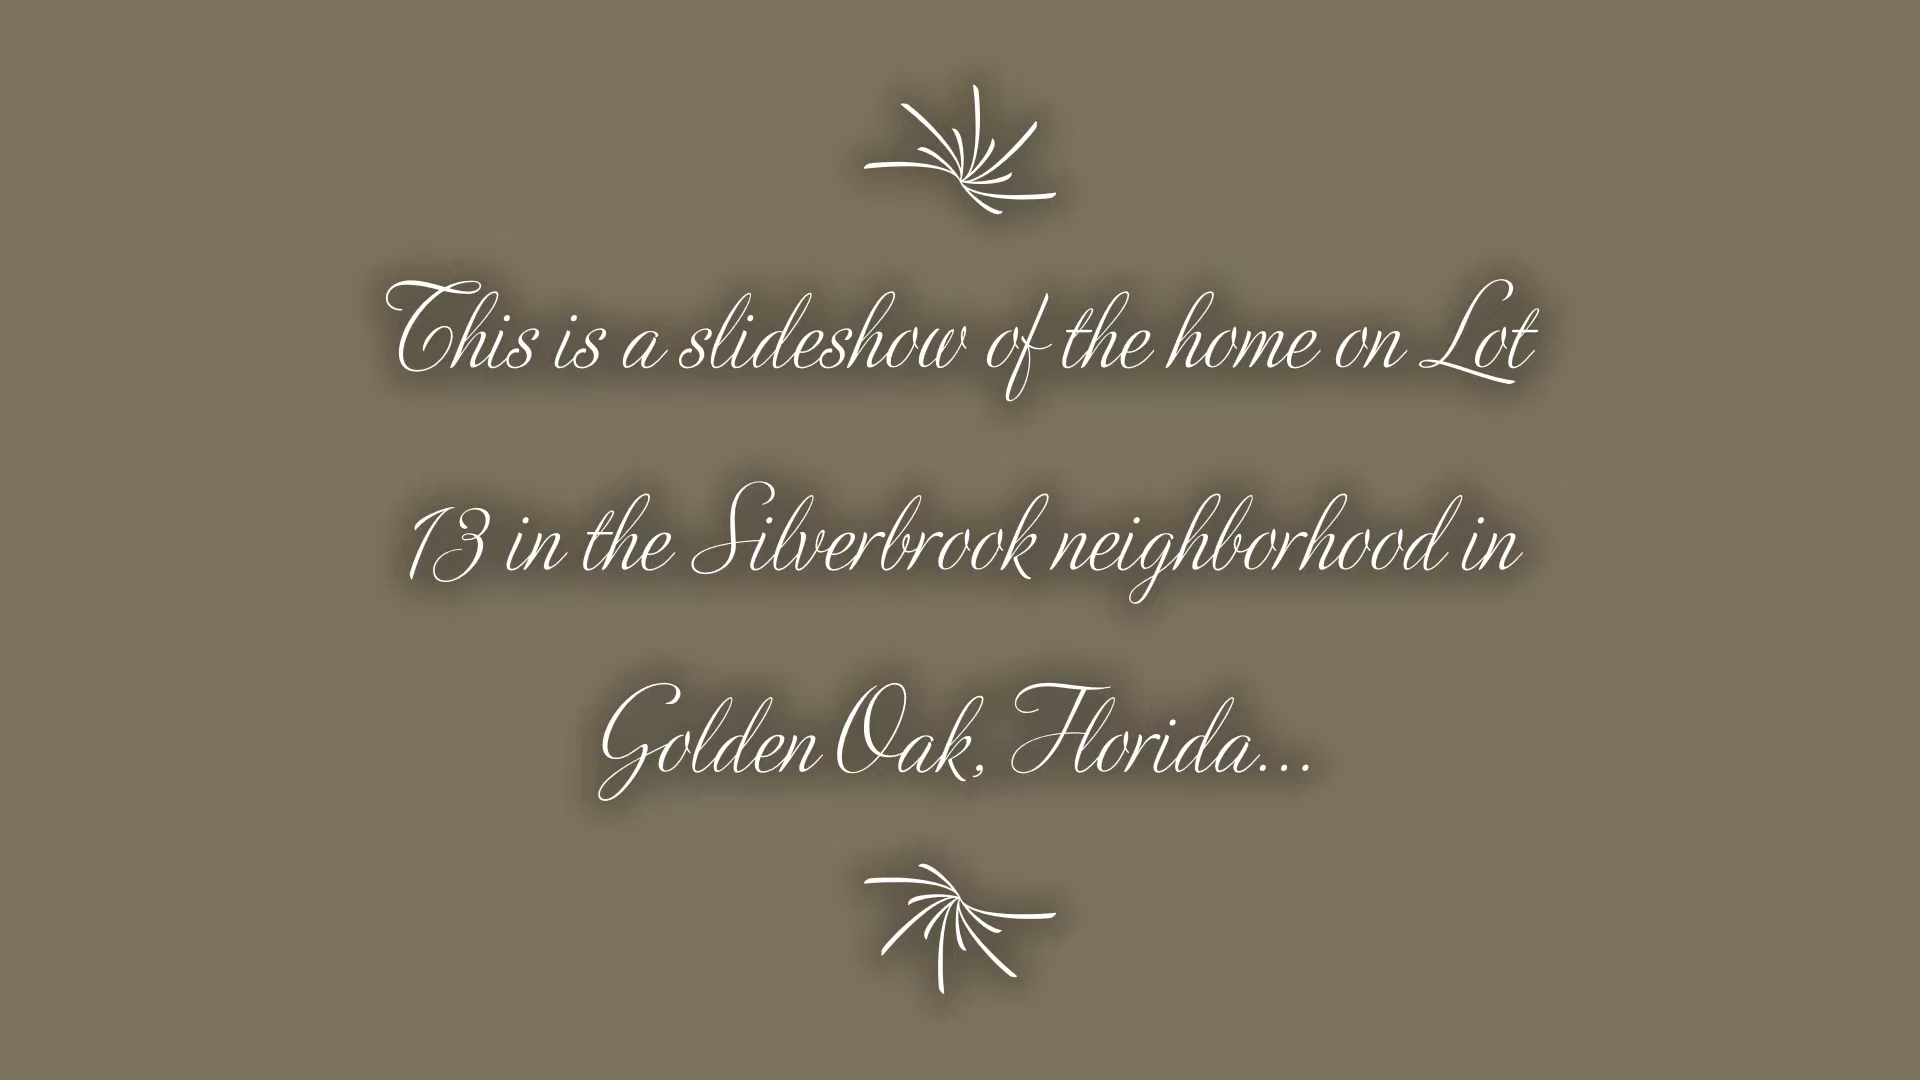 This is a slideshow of the home on Lot
13 in the Silverbrook neighborhood in
Golden Oak, Florida...